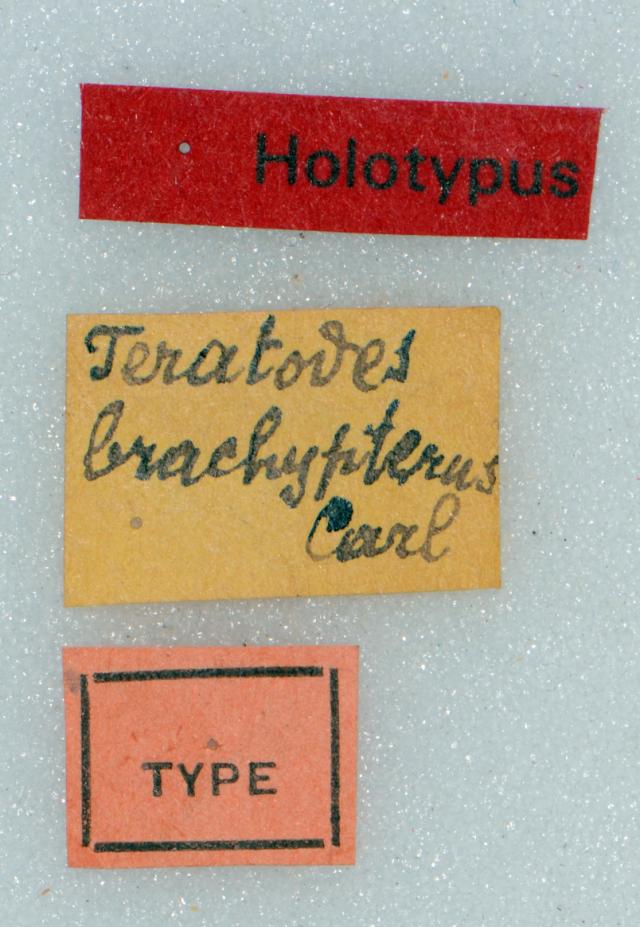 Holotypus
Teratodes
brachypterus
Carl
TYPE